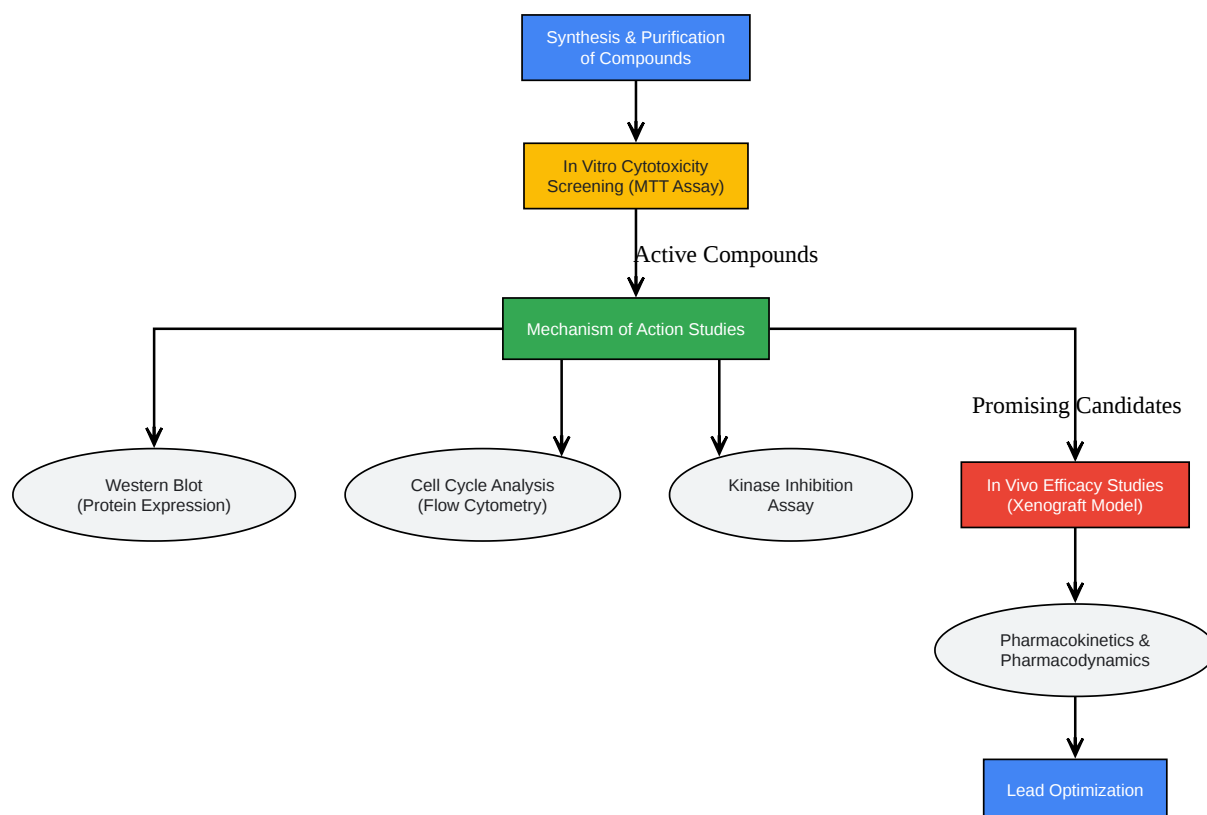 Synthesis & Purification
of Compounds
In Vitro Cytotoxicity
Screening (MTT Assay)
Active Compounds
Mechanism of Action Studies
Promising Candidates
Western Blot
(Protein Expression)
Cell Cycle Analysis
(Flow Cytometry)
Kinase Inhibition
Assay
In Vivo Efficacy Studies
(Xenograft Model)
Pharmacokinetics &
Pharmacodynamics
Lead Optimization